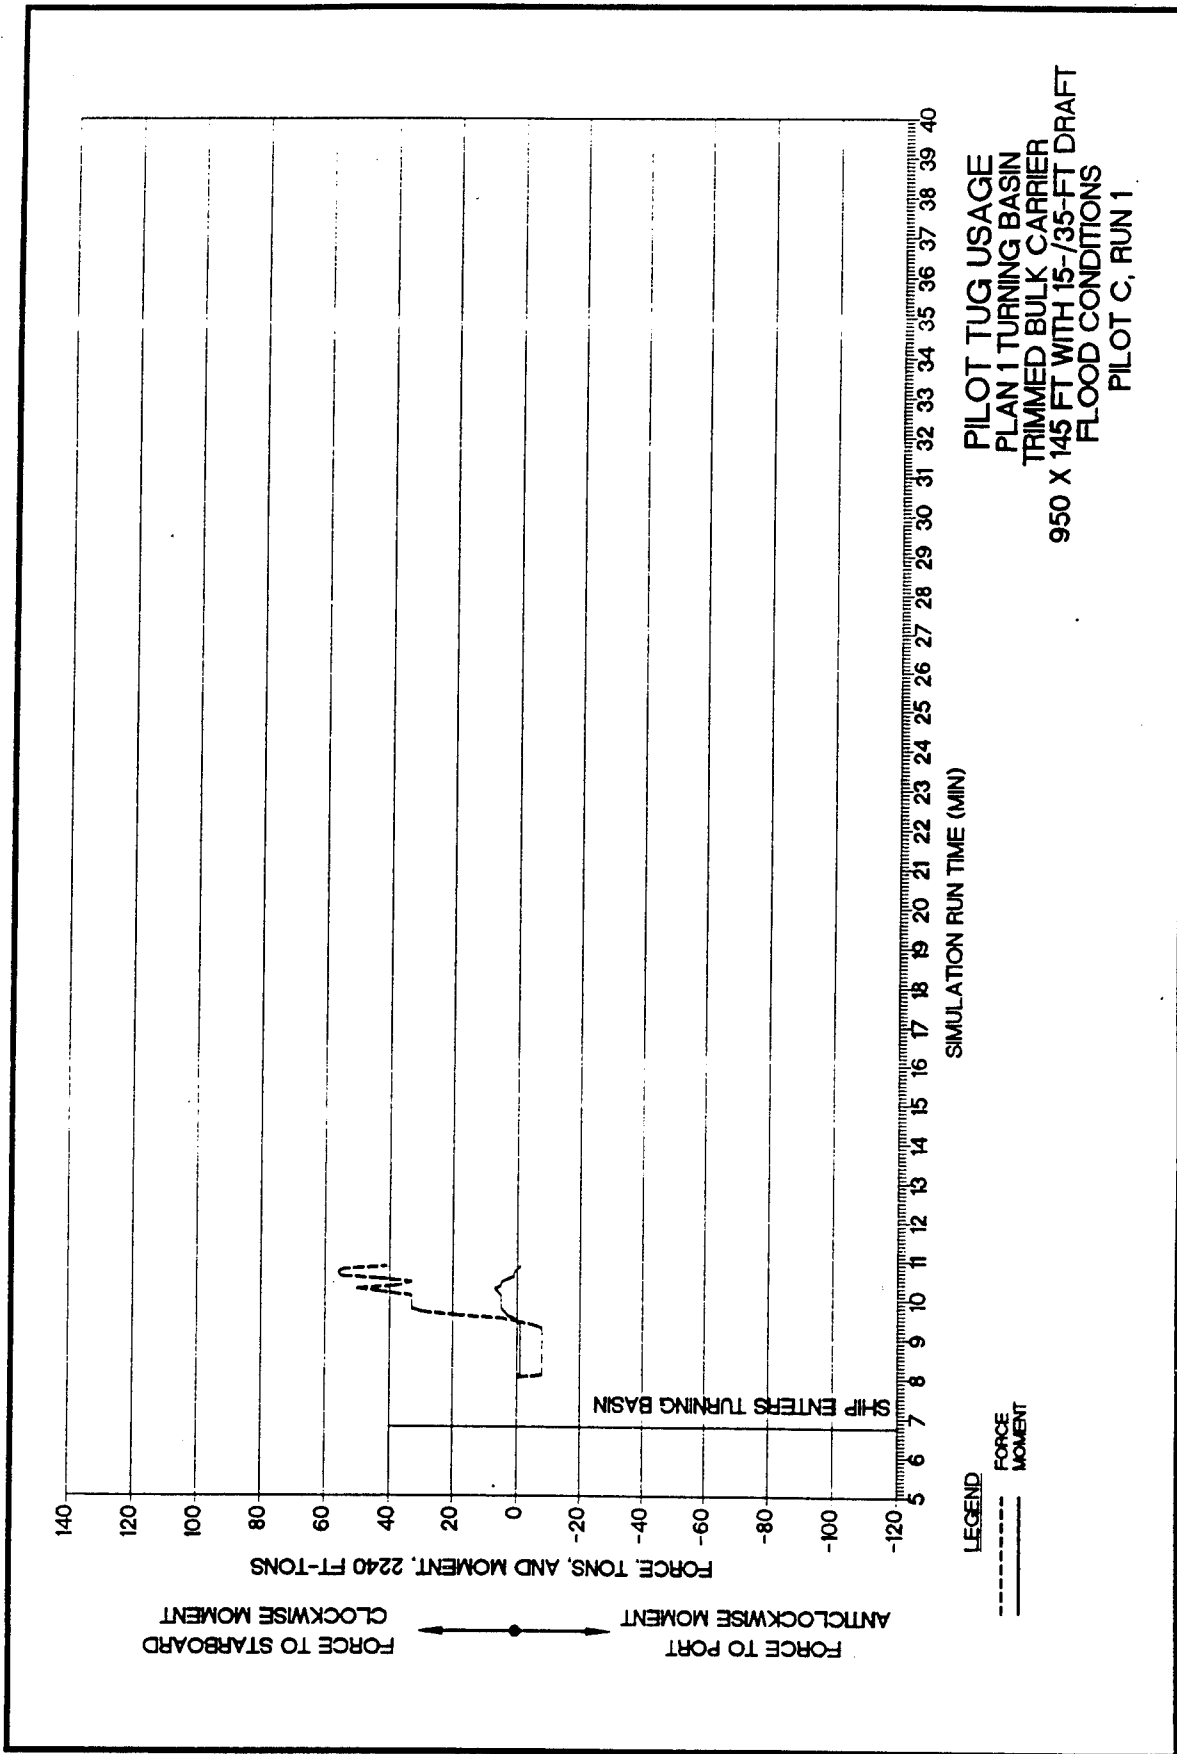 FORCE TO STARBOARD
CLOCKWISE MOMENT
FORCE TO PORT
ANTICLOCKWISE MOMENT
FORCE, TONS, AND MOMENT, 2240 FT-TONS
140
120
100
80
60
40
20
0
-20
-40
-60
-80
-100
-120
SHIP ENTERS TURNING BASIN
5 6 7 8 9 10 11 12 13 14 15 16 17 18 19 20 21 22 23 24 25 26 27 28 29 30 31 32 33 34 35 36 37 38 39 40
SIMULATION RUN TIME (MIN)
LEGEND
FORCE
MOMENT
PILOT TUG USAGE
PLAN 1 TURNING BASIN
TRIMMED BULK CARRIER
950 X 145 FT WITH 15-/35-FT DRAFT
FLOOD CONDITIONS
PILOT C, RUN 1